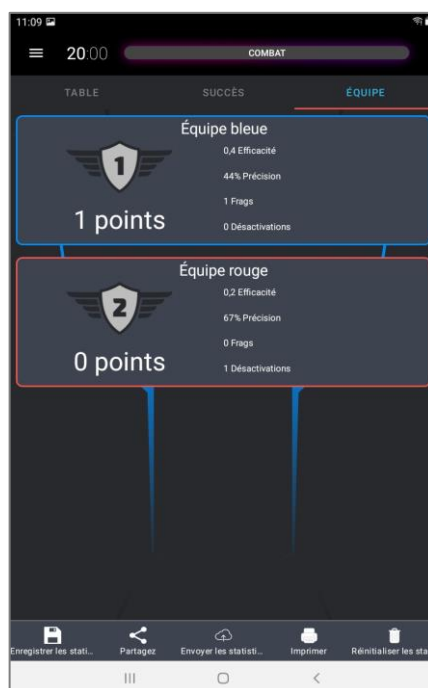 11:09
20:00 COMBAT
TABLE SUCCÈS ÉQUIPE
Équipe bleue
1
1 points
0,4 Efficacité
44% Précision
1 Frags
0 Désactivations
Équipe rouge
2
0 points
0,2 Efficacité
67% Précision
0 Frags
1 Désactivations
Enregistrer les stati... Partagez Envoyer les statisti... Imprimer Réinitialiser les sta